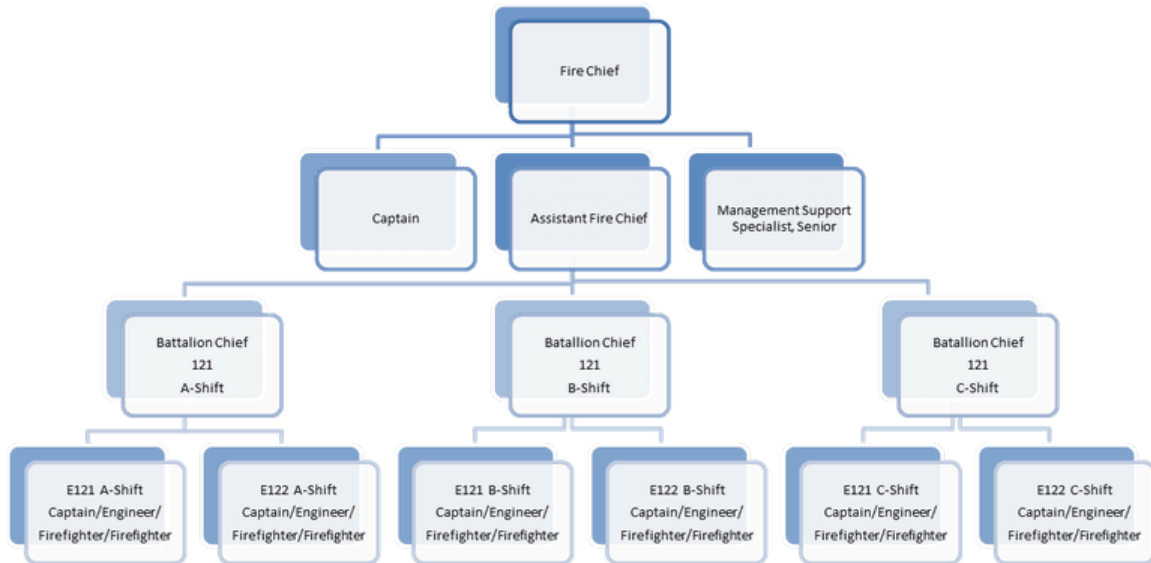 Fire Chief
Captain
Assistant Fire Chief
Management Support
Specialist, Senior
Battalion Chief
121
A-Shift
Batallion Chief
121
B-Shift
Batallion Chief
121
C-Shift
E121 A-Shift
Captain/Engineer/
Firefighter/Firefighter
E122 A-Shift
Captain/Engineer/
Firefighter/Firefighter
E121 B-Shift
Captain/Engineer/
Firefighter/Firefighter
E122 B-Shift
Captain/Engineer/
Firefighter/Firefighter
E121 C-Shift
Captain/Engineer/
Firefighter/Firefighter
E122 C-Shift
Captain/Engineer/
Firefighter/Firefighter